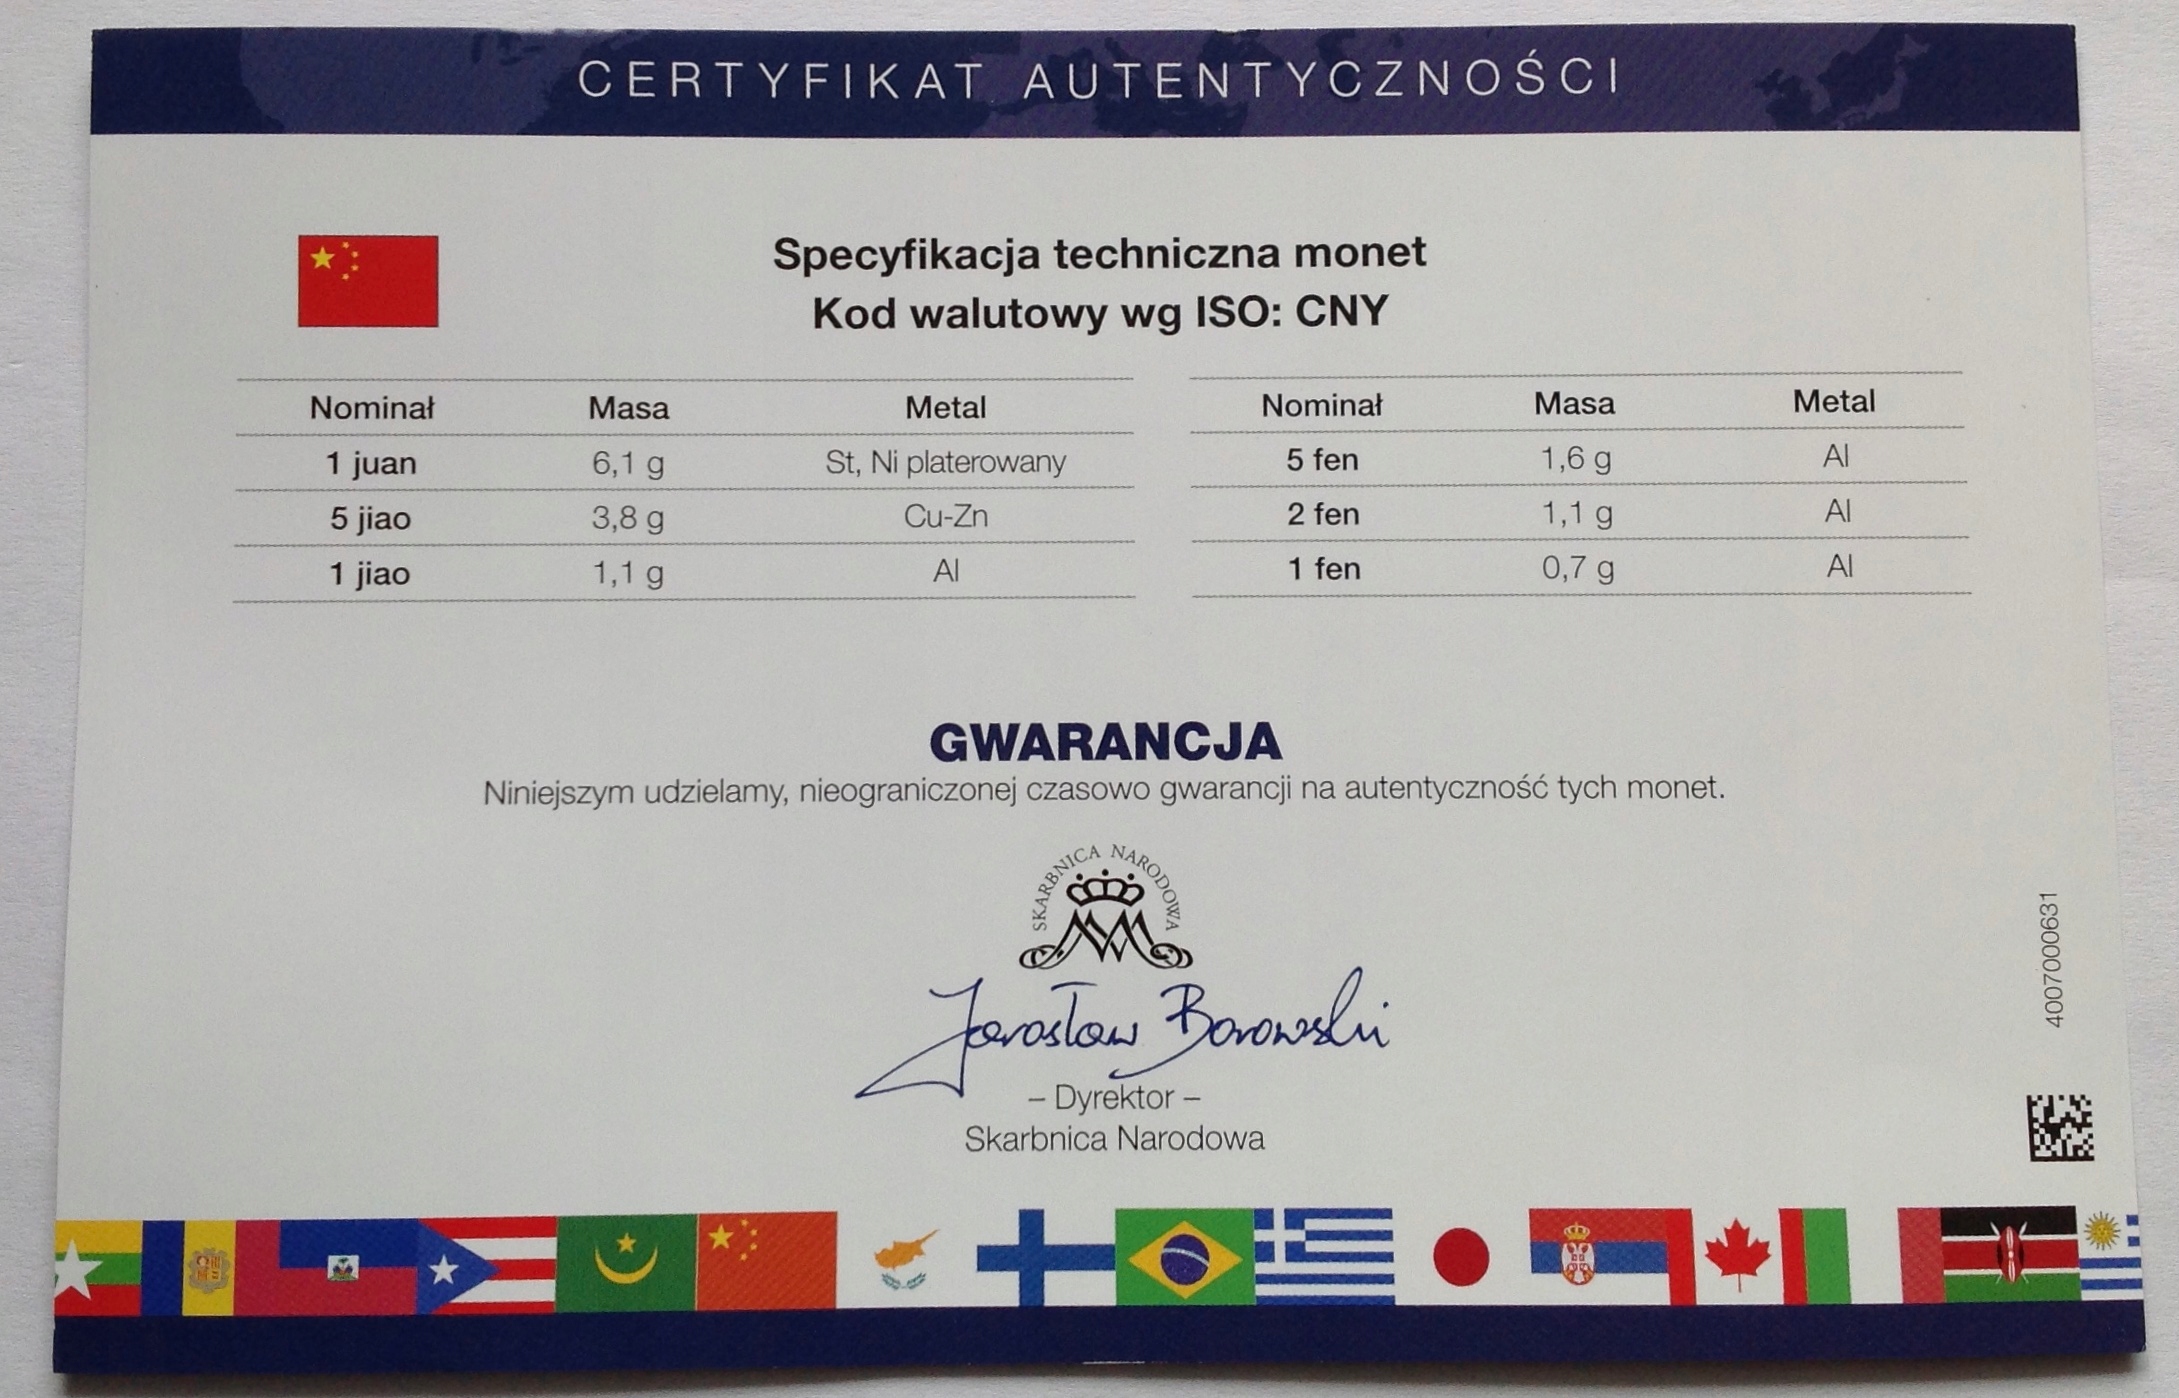 CERTYFIKAT AUTENTYCZNOŚCI
Specyfikacja techniczna monet
Kod walutowy wg ISO: CNY
Nominał Masa Metal
1 juan 6,1 g St, Ni platerowany
5 jiao 3,8 g Cu-Zn
1 jiao 1,1 g Al
Nominał Masa Metal
5 fen 1,6 g Al
2 fen 1,1 g Al
1 fen 0,7 g Al
GWARANCJA
Niniejszym udzielamy, nieograniczonej czasowo gwarancji na autentyczność tych monet.
SKARBNICA NARODOWA
Jarosław Borowski
– Dyrektor –
Skarbnica Narodowa
4007000631